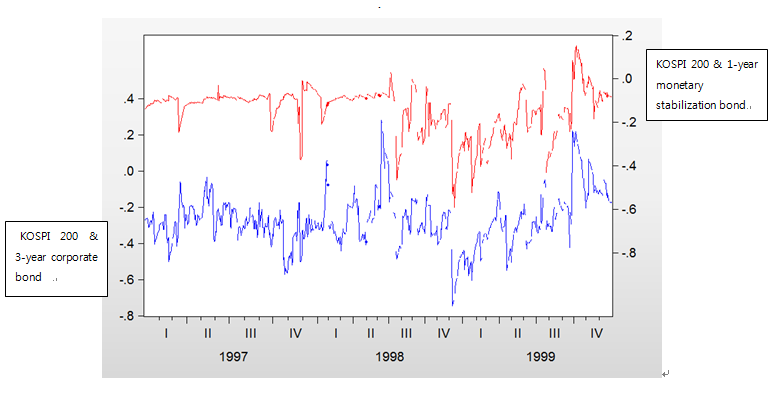 .2
KOSPI 200 & 1-year
monetary
stabilization bond.
.0
.4
-.2
.2
-.4
.0
-.2
-.6
KOSPI 200 &
3-year corporate
bond .
-.4
-.8
-.6
-.8
I II III IV I II III IV I II III IV
1997 1998 1999